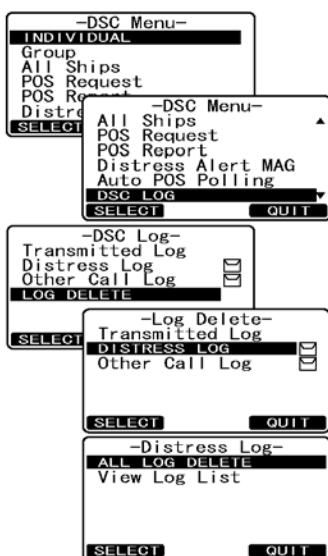 -DSC Menu-
INDIVIDUAL
Group
All Ships
POS Request
POS
Distre
SELECT
-DSC Menu-
All Ships
POS Request
POS Report
Distress Alert MAG
Auto POS Polling
DSC LOG
SELECT QUIT
-DSC Log-
Transmitted Log
Distress Log
Other Call Log
LOG DELETE
SELECT
-Log Delete-
Transmitted Log
DISTRESS LOG
Other Call Log
SELECT QUIT
-Distress Log-
ALL LOG DELETE
View Log List
SELECT QUIT